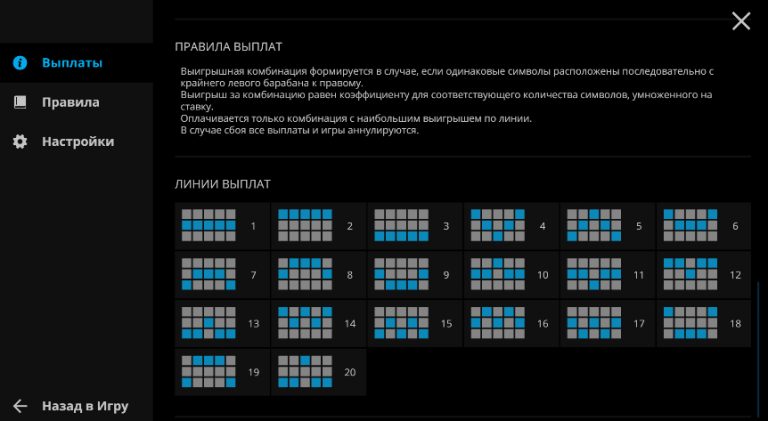 ПРАВИЛА ВЫПЛАТ
Выплаты
Выигрышная комбинация формируется в случае, если одинаковые символы расположены последовательно с
крайнего левого барабана к правому.
Правила
Выигрыш за комбинацию равен коэффициенту для соответствующего количества символов, умноженного на
ставку.
Оплачивается только комбинация с наибольшим выигрышем по линии.
В случае сбоя все выплаты и игры аннулируются.
Настройки
ЛИНИИ ВЫПЛАТ
1 2 3 4 5 6
7 8 9 10 11 12
13 14 15 16 17 18
19 20
Назад в Игру